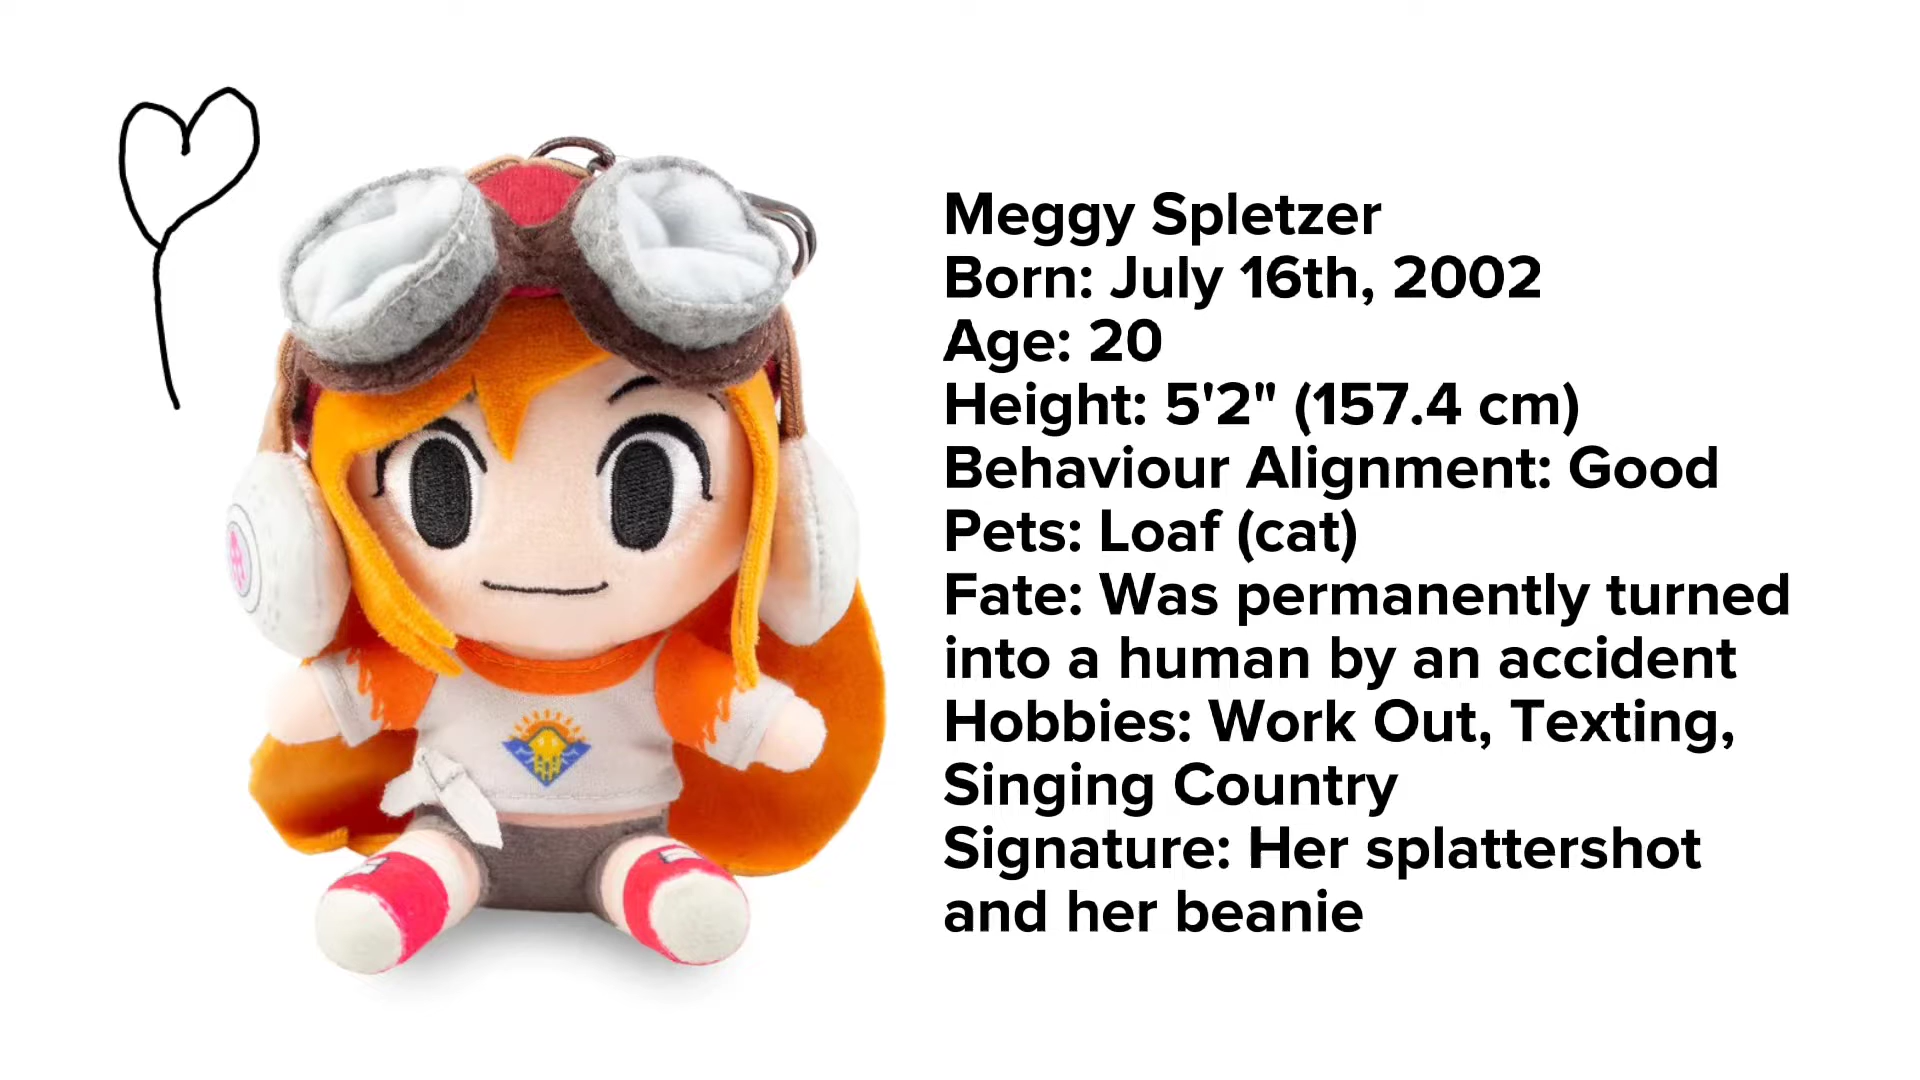 Meggy Spletzer
Born: July 16th, 2002
Age: 20
Height: 5'2" (157.4 cm)
Behaviour Alignment: Good
Pets: Loaf (cat)
Fate: Was permanently turned
into a human by an accident
Hobbies: Work Out, Texting,
Singing Country
Signature: Her splattershot
and her beanie